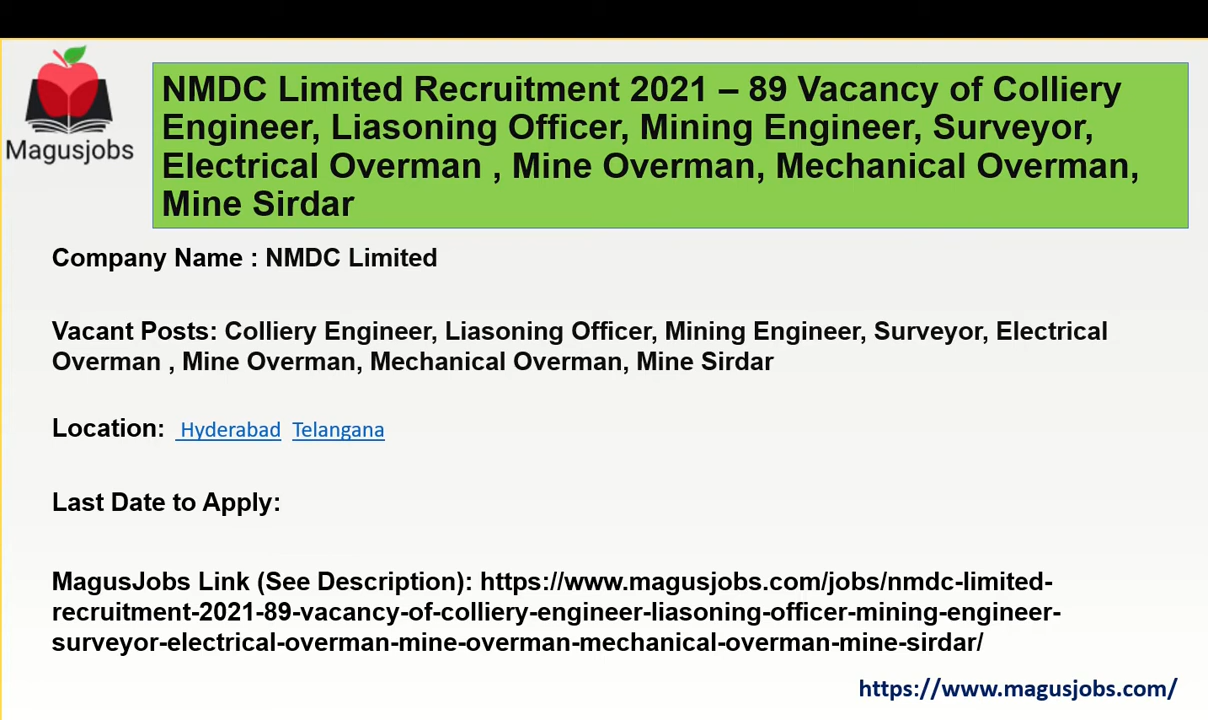 Magusjobs
NMDC Limited Recruitment 2021 – 89 Vacancy of Colliery
Engineer, Liasoning Officer, Mining Engineer, Surveyor,
Electrical Overman , Mine Overman, Mechanical Overman,
Mine Sirdar
Company Name : NMDC Limited
Vacant Posts: Colliery Engineer, Liasoning Officer, Mining Engineer, Surveyor, Electrical
Overman , Mine Overman, Mechanical Overman, Mine Sirdar
Location: Hyderabad Telangana
Last Date to Apply:
MagusJobs Link (See Description): https://www.magusjobs.com/jobs/nmdc-limited-
recruitment-2021-89-vacancy-of-colliery-engineer-liasoning-officer-mining-engineer-
surveyor-electrical-overman-mine-overman-mechanical-overman-mine-sirdar/
https://www.magusjobs.com/